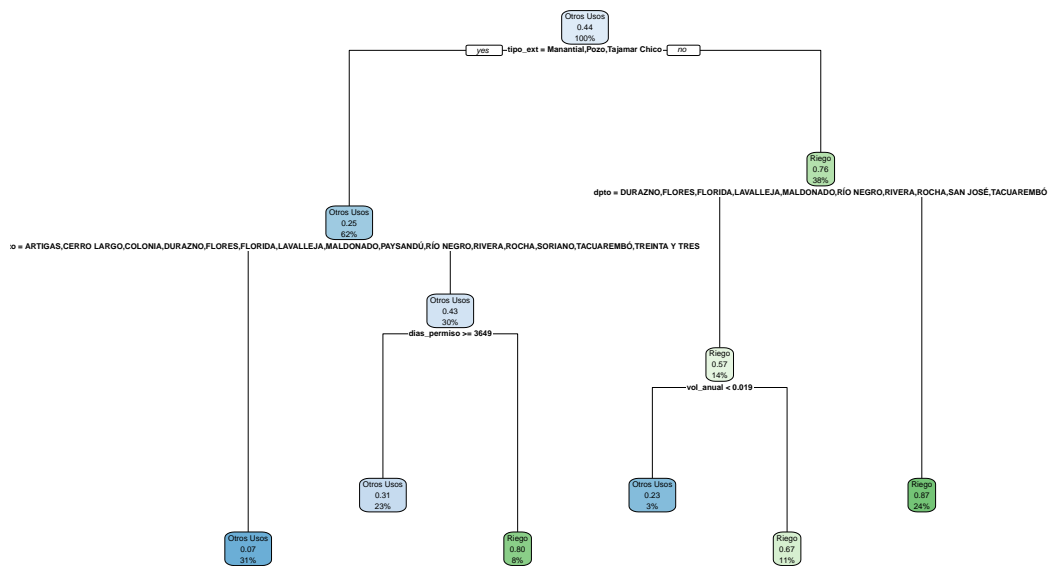 Otros Usos
0.44
100%
yes
tipo_ext = Manantial,Pozo,Tajamar Chico
no
Riego
0.76
38%
dpto = DURAZNO,FLORES,FLORIDA,LAVALLEJA,MALDONADO,RÍO NEGRO,RIVERA,ROCHA,SAN JOSÉ,TACUAREMBÓ
Otros Usos
0.25
62%
:o = ARTIGAS,CERRO LARGO,COLONIA,DURAZNO,FLORES,FLORIDA,LAVALLEJA,MALDONADO,PAYSANDÚ,RÍO NEGRO,RIVERA,ROCHA,SORIANO,TACUAREMBÓ,TREINTA Y TRES
Otros Usos
0.43
30%
dias_permiso >= 3649
Riego
0.57
14%
vol_anual < 0.019
Otros Usos
0.31
23%
Otros Usos
0.23
3%
Riego
0.87
24%
Otros Usos
0.07
31%
Riego
0.80
8%
Riego
0.67
11%